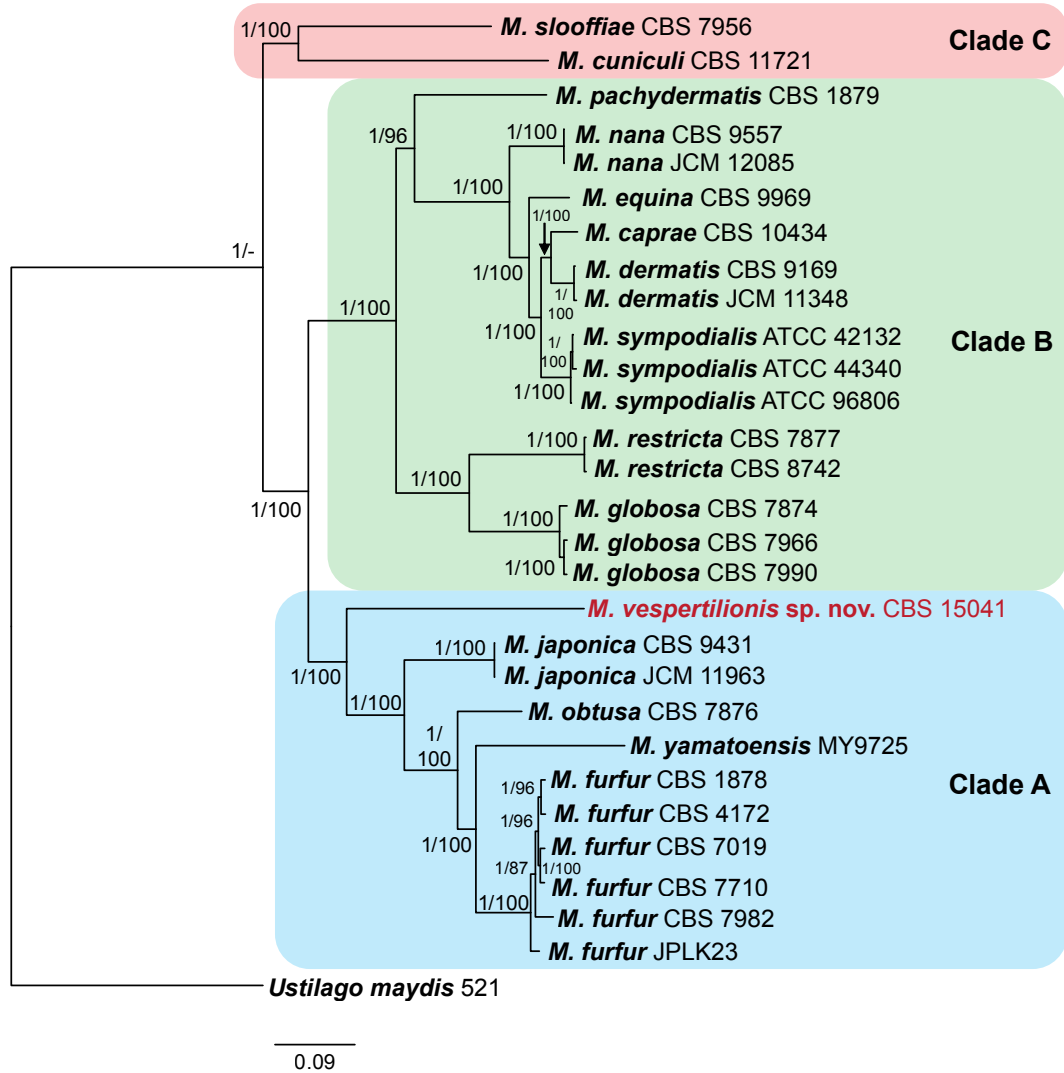 M. slooffiae CBS 7956
1/100
Clade C
M. cuniculi CBS 11721
M. pachydermatis CBS 1879
1/96
1/100
M. nana CBS 9557
M. nana JCM 12085
1/100
M. equina CBS 9969
1/100
M. caprae CBS 10434
1/100
M. dermatis CBS 9169
1/
100
M. dermatis JCM 11348
1/-
1/100
1/100
M. sympodialis ATCC 42132
1/
100
Clade B
M. sympodialis ATCC 44340
1/100
M. sympodialis ATCC 96806
1/100
M. restricta CBS 7877
M. restricta CBS 8742
1/100
1/100
M. globosa CBS 7874
1/100
M. globosa CBS 7966
1/100
M. globosa CBS 7990
M. vespertilionis sp. nov. CBS 15041
1/100
1/100
M. japonica CBS 9431
M. japonica JCM 11963
1/100
M. obtusa CBS 7876
1/
100
M. yamatoensis MY9725
M. furfur CBS 1878
1/96
Clade A
M. furfur CBS 4172
1/96
1/100
M. furfur CBS 7019
1/87
1/100
M. furfur CBS 7710
1/100
M. furfur CBS 7982
M. furfur JPLK23
Ustilago maydis 521
0.09